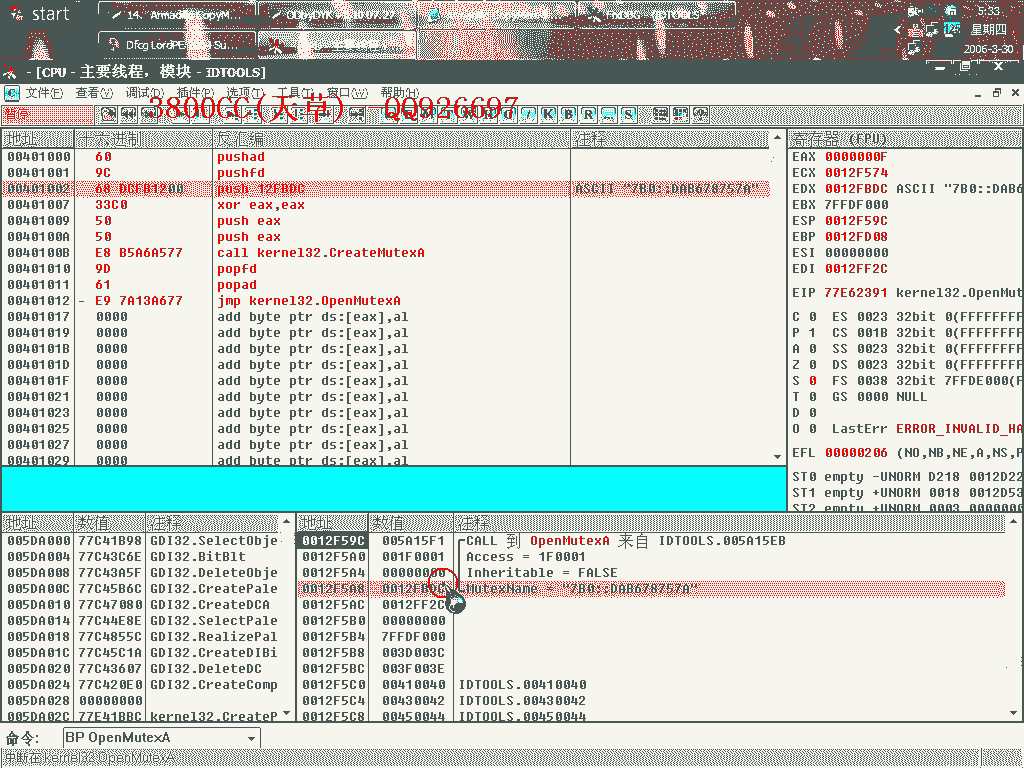 start
14. Armadillo CopyM
15:33
星期四
2006-3-30
- [CPU - 主要线程, 模块 - IDTOOLS]
文件(F) 查看(V) 调试(D) 插件(P) 选项(T) 工具(I) 窗口(W) 帮助(H)
3800CC(天草) QQ926697
地址 十六进制 反汇编 注释
00401000 60 pushad
00401001 9C pushfd
00401002 68 DCFB1200 push 12FBDC ASCII "7B0::DAB678757A"
00401007 33C0 xor eax,eax
00401009 50 push eax
0040100A 50 push eax
0040100B E8 B5A6A577 call kernel32.CreateMutexA
00401010 9D popfd
00401011 61 popad
00401012 - E9 7A13A677 jmp kernel32.OpenMutexA
00401017 0000 add byte ptr ds:[eax],al
00401019 0000 add byte ptr ds:[eax],al
0040101B 0000 add byte ptr ds:[eax],al
0040101D 0000 add byte ptr ds:[eax],al
0040101F 0000 add byte ptr ds:[eax],al
00401021 0000 add byte ptr ds:[eax],al
00401023 0000 add byte ptr ds:[eax],al
00401025 0000 add byte ptr ds:[eax],al
00401027 0000 add byte ptr ds:[eax],al
00401029 0000 add byte ptr ds:[eax],al
寄存器 (FPU)
EAX 0000000F
ECX 0012F574
EDX 0012FBDC ASCII "7B0::DAB6
EBX 7FFDF000
ESP 0012F59C
EBP 0012FD08
ESI 00000000
EDI 0012FF2C
EIP 77E62391 kernel32.OpenMut
C 0 ES 0023 32bit 0(FFFFFFFF
P 1 CS 001B 32bit 0(FFFFFFFF
A 0 SS 0023 32bit 0(FFFFFFFF
Z 0 DS 0023 32bit 0(FFFFFFFF
S 0 FS 0038 32bit 7FFDE000(F
T 0 GS 0000 NULL
D 0
O 0 LastErr ERROR_INVALID_HA
EFL 00000206 (NO,NB,NE,A,NS,P
ST0 empty -UNORM D218 0012D22
ST1 empty +UNORM 0018 0012D53
ST2 empty +UNORM 0003 0000000
地址 数值 注释
005DA000 77C41B98 GDI32.SelectObje
005DA004 77C43C6E GDI32.BitBlt
005DA008 77C43A5F GDI32.DeleteObje
005DA00C 77C45B6C GDI32.CreatePale
005DA010 77C47080 GDI32.CreateDCA
005DA014 77C44E8E GDI32.SelectPale
005DA018 77C4855C GDI32.RealizePal
005DA01C 77C45C1A GDI32.CreateDIBi
005DA020 77C43607 GDI32.DeleteDC
005DA024 77C420E0 GDI32.CreateComp
005DA028 00000000
005DA02C 77E41BBC kernel32.CreateP
地址 数值 注释
0012F59C 005A15F1 CALL 到 OpenMutexA 来自 IDTOOLS.005A15EB
0012F5A0 001F0001 Access = 1F0001
0012F5A4 00000000 Inheritable = FALSE
0012F5A8 0012FBDC MutexName = "7B0::DAB678757A"
0012F5AC 0012FF2C
0012F5B0 00000000
0012F5B4 7FFDF000
0012F5B8 003D003C
0012F5BC 003F003E
0012F5C0 00410040 IDTOOLS.00410040
0012F5C4 00430042 IDTOOLS.00430042
0012F5C8 00450044 IDTOOLS.00450044
命令: BP OpenMutexA
中断在 kernel32.OpenMutexA